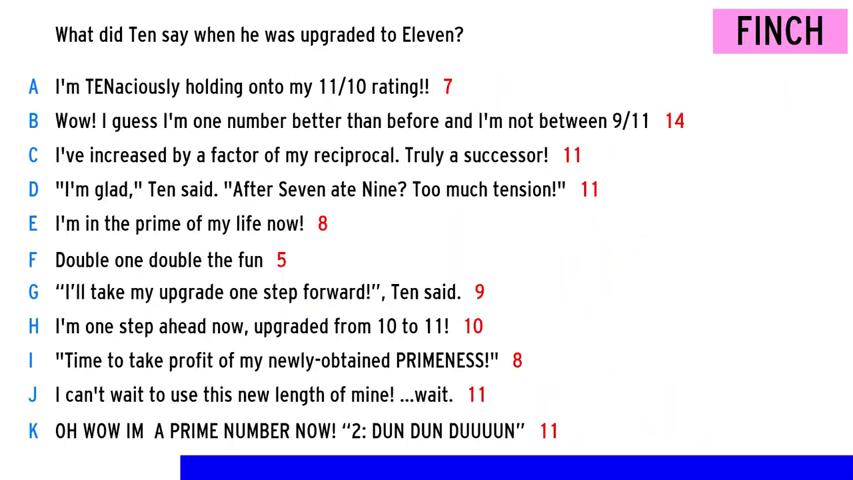 What did Ten say when he was upgraded to Eleven?
FINCH
A I'm TENaciously holding onto my 11/10 rating!! 7
B Wow! I guess I'm one number better than before and I'm not between 9/11 14
C I've increased by a factor of my reciprocal. Truly a successor! 11
D "I'm glad," Ten said. "After Seven ate Nine? Too much tension!" 11
E I'm in the prime of my life now! 8
F Double one double the fun 5
G “I’ll take my upgrade one step forward!”, Ten said. 9
H I'm one step ahead now, upgraded from 10 to 11! 10
I "Time to take profit of my newly-obtained PRIMENESS!" 8
J I can't wait to use this new length of mine! ...wait. 11
K OH WOW IM  A PRIME NUMBER NOW! “2: DUN DUN DUUUUN” 11